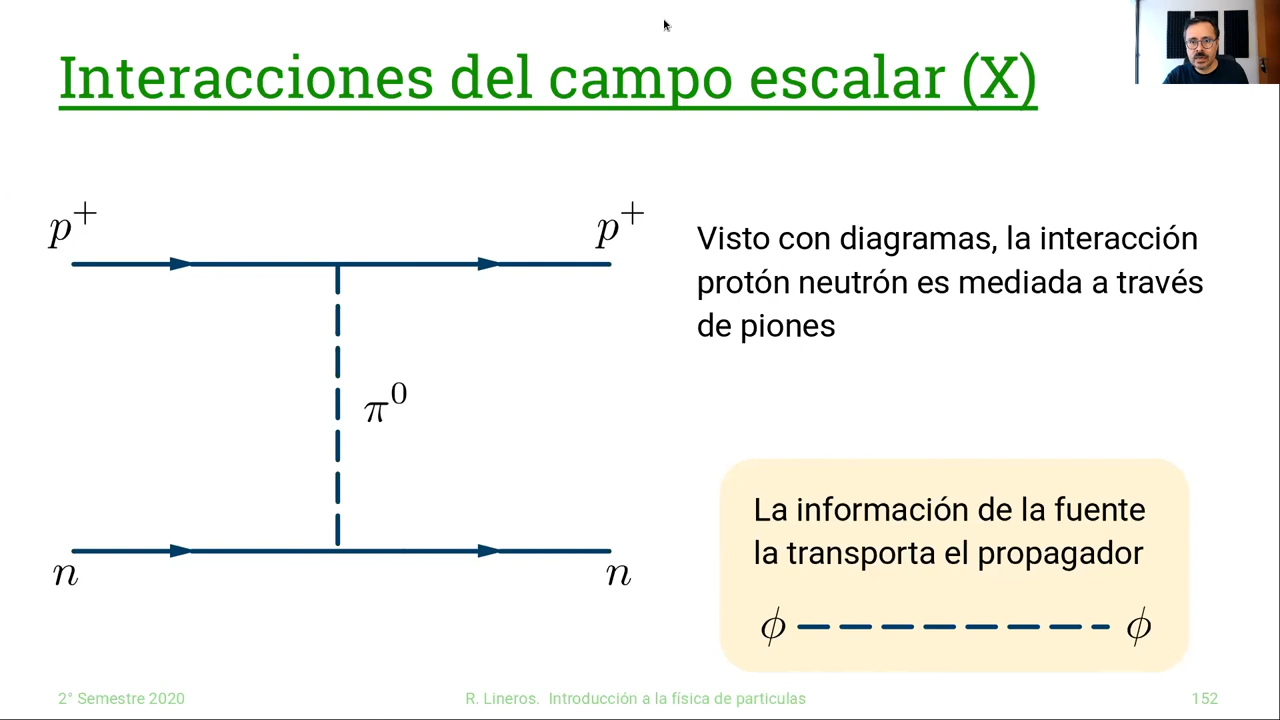 Interacciones del campo escalar (X)
p⁺
p⁺
Visto con diagramas, la interacción
protón neutrón es mediada a través
de piones
π⁰
La información de la fuente
la transporta el propagador
n
n
ϕ
ϕ
2° Semestre 2020
R. Lineros. Introducción a la física de particulas
152